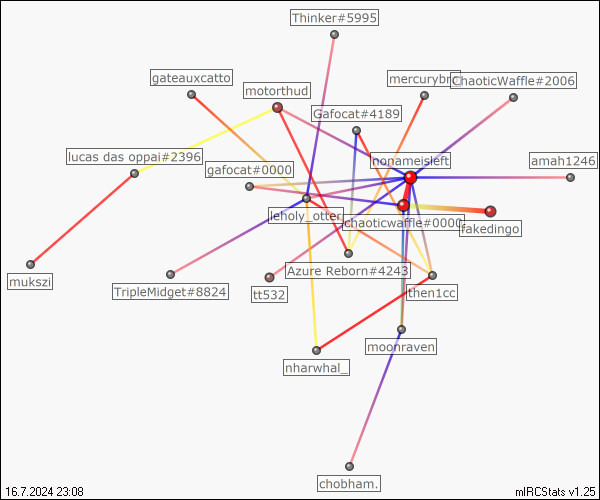 Thinker#5995
gateauxcatto
mercurybr
ChaoticWaffle#2006
motorthud
Gafocat#4189
lucas das oppai#2396
nonameisleft
gafocat#0000
amah1246
leholy_otter
chaoticwaffle#0000
fakedingo
Azure Reborn#4243
mukszi
TripleMidget#8824
tt532
then1cc
moonraven
nharwhal_
chobham.
16.7.2024 23:08
mIRCStats v1.25